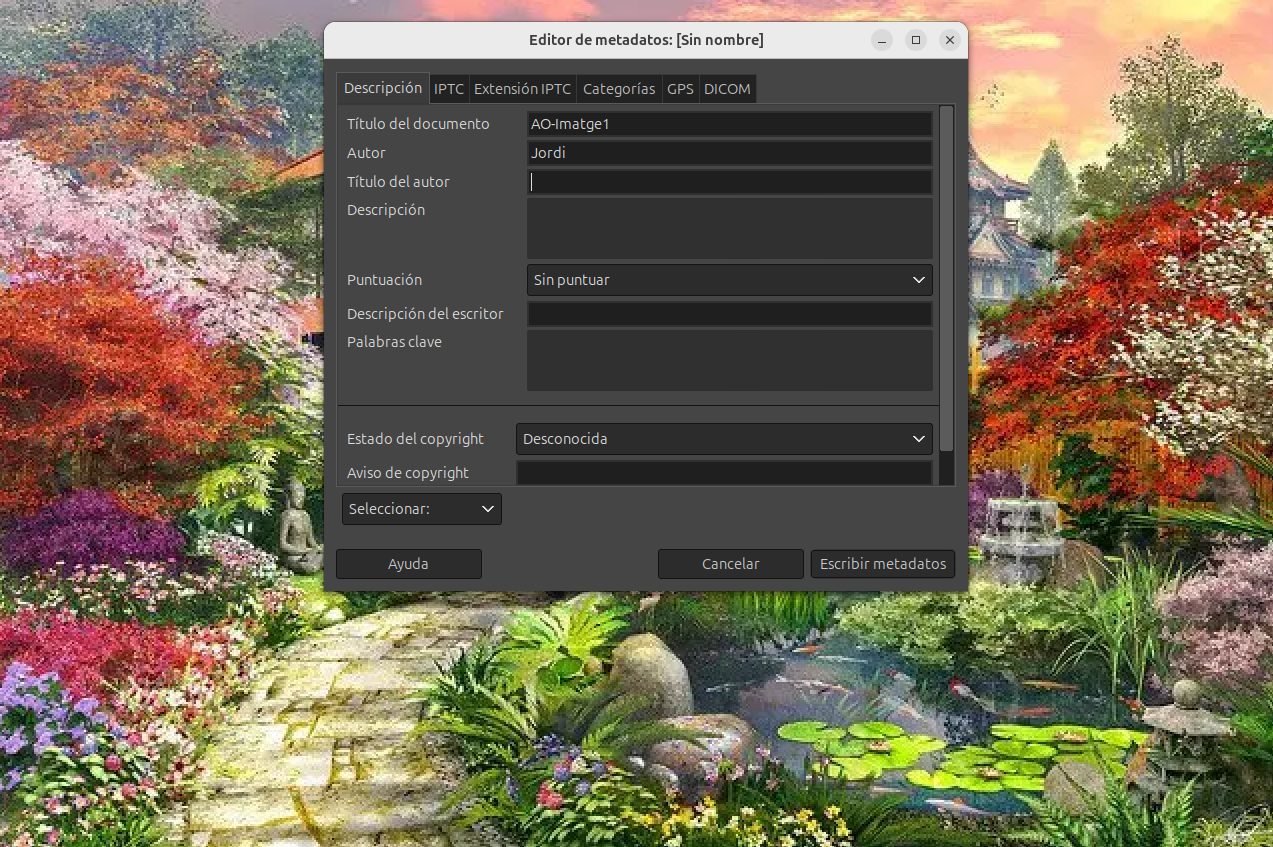 Editor de metadatos: [Sin nombre]
Descripción IPTC Extensión IPTC Categorías GPS DICOM
Título del documento AO-Imatge1
Autor Jordi
Título del autor
Descripción
Puntuación Sin puntuar
Descripción del escritor
Palabras clave
Estado del copyright Desconocida
Aviso de copyright
Seleccionar:
Ayuda Cancelar Escribir metadatos